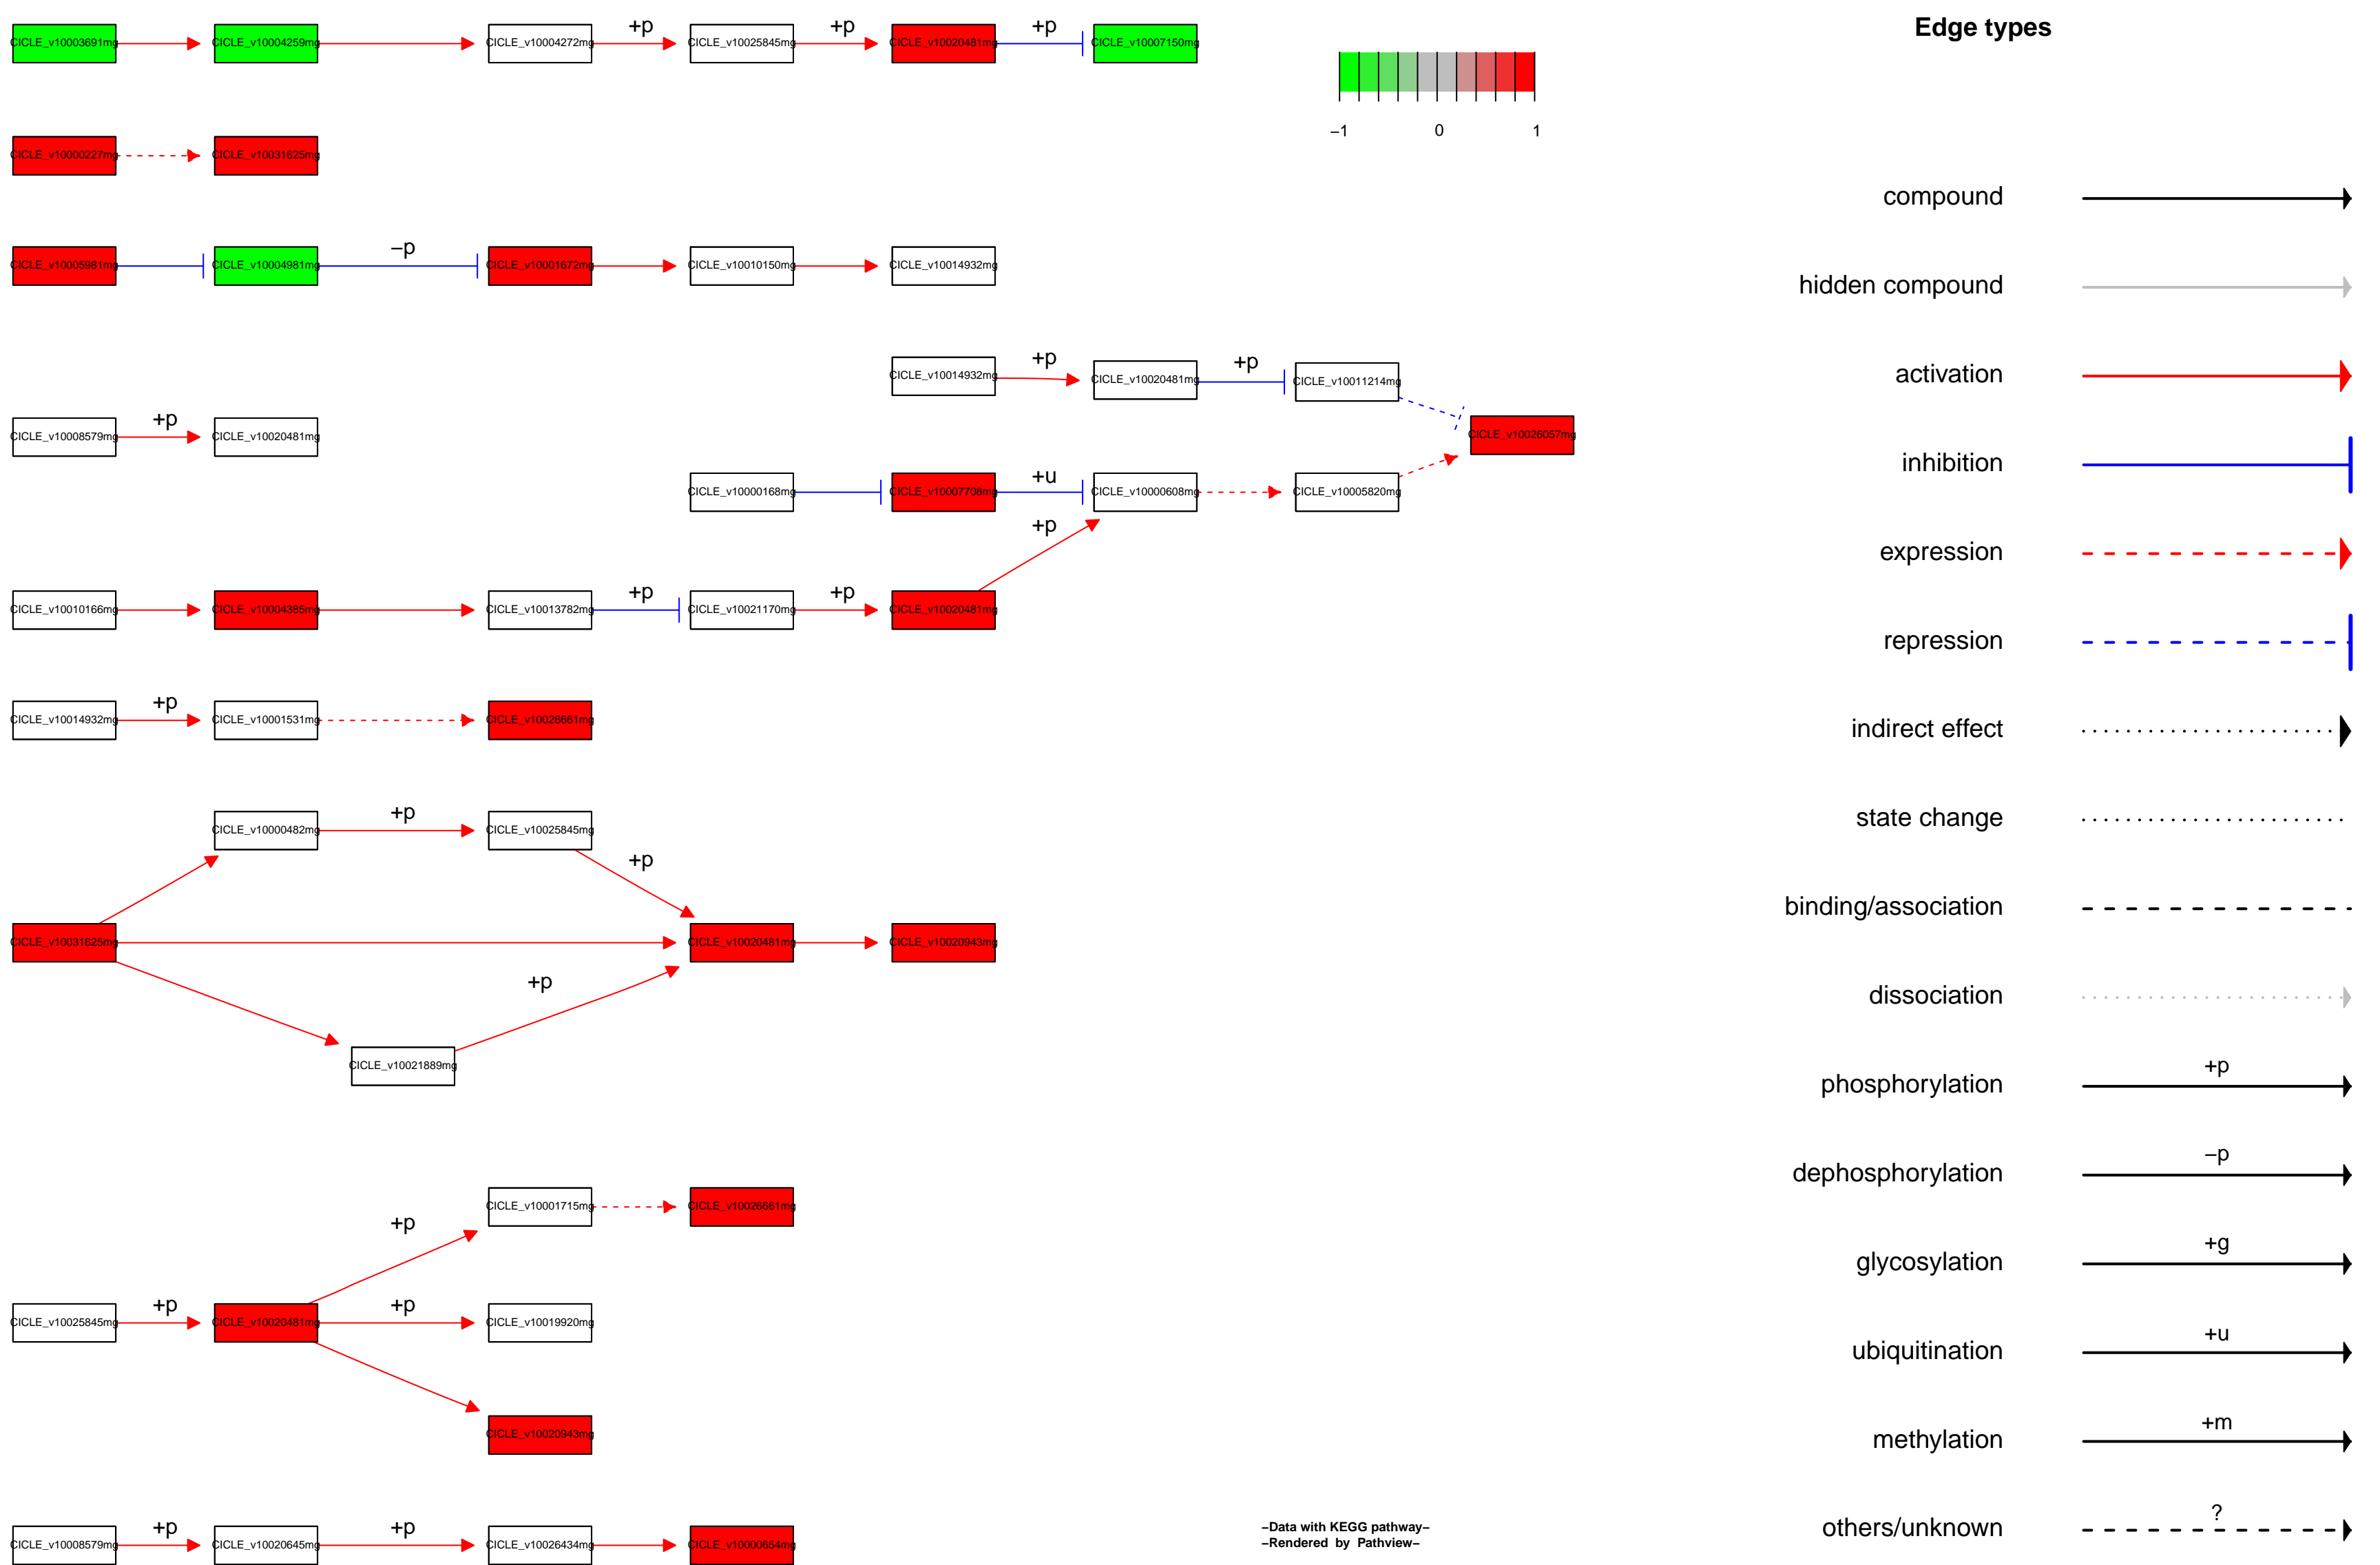 +p
+p
+p
Edge types
CICLE_v10003691mg
CICLE_v10004259mg
CICLE_v10004272mg
CICLE_v10025845mg
CICLE_v10020481mg
CICLE_v10007150mg
−1
0
1
CICLE_v10000227mg
CICLE_v10031625mg
compound
−p
CICLE_v10005981mg
CICLE_v10004981mg
CICLE_v10001672mg
CICLE_v10010150mg
CICLE_v10014932mg
hidden compound
+p
+p
CICLE_v10014932mg
CICLE_v10020481mg
CICLE_v10011214mg
activation
+p
CICLE_v10008579mg
CICLE_v10020481mg
CICLE_v10026057mg
inhibition
+u
CICLE_v10000168mg
CICLE_v10007708mg
CICLE_v10000608mg
CICLE_v10005820mg
+p
expression
+p
+p
CICLE_v10010166mg
CICLE_v10004385mg
CICLE_v10013782mg
CICLE_v10021170mg
CICLE_v10020481mg
repression
+p
CICLE_v10014932mg
CICLE_v10001531mg
CICLE_v10026661mg
indirect effect
+p
CICLE_v10000482mg
CICLE_v10025845mg
state change
+p
binding/association
CICLE_v10031625mg
CICLE_v10020481mg
CICLE_v10020943mg
+p
dissociation
CICLE_v10021889mg
+p
phosphorylation
−p
dephosphorylation
CICLE_v10001715mg
CICLE_v10026661mg
+p
+g
glycosylation
+p
+p
CICLE_v10025845mg
CICLE_v10020481mg
CICLE_v10019920mg
+u
ubiquitination
CICLE_v10020943mg
+m
methylation
+p
+p
CICLE_v10008579mg
CICLE_v10020645mg
CICLE_v10026434mg
CICLE_v10000654mg
−Data with KEGG pathway−
−Rendered by Pathview−
?
others/unknown